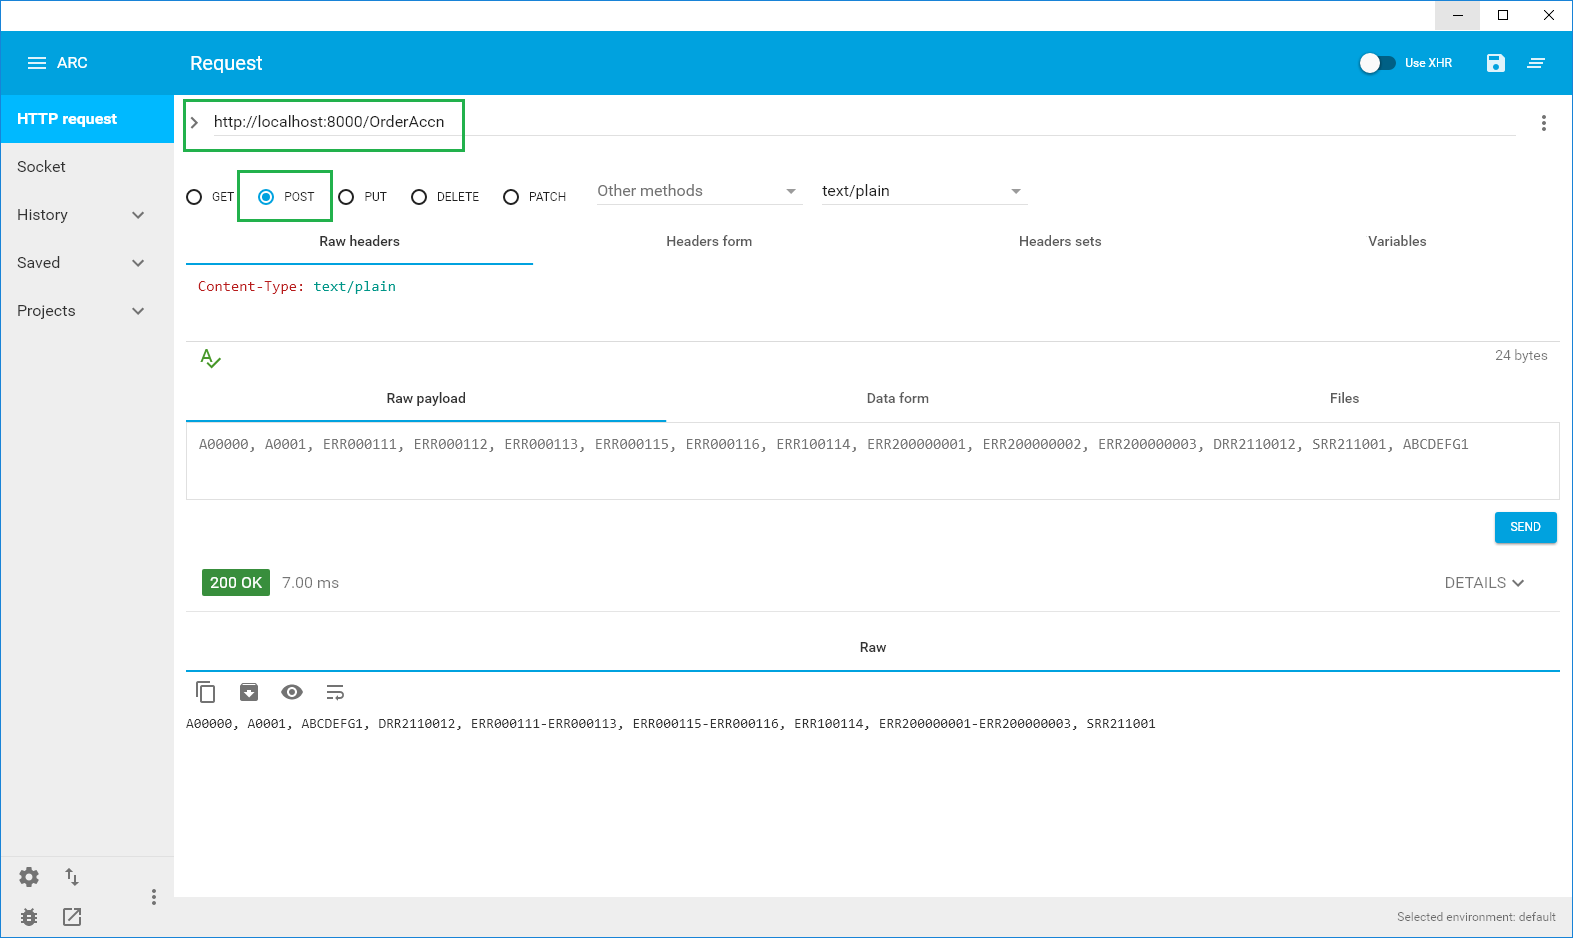 ARC
Request
Use XHR
HTTP request
Socket
History
Saved
Projects
http://localhost:8000/OrderAccn
GET POST PUT DELETE PATCH Other methods text/plain
Raw headers Headers form Headers sets Variables
Content-Type: text/plain
24 bytes
Raw payload Data form Files
A00000, A0001, ERR000111, ERR000112, ERR000113, ERR000115, ERR000116, ERR100114, ERR200000001, ERR200000002, ERR200000003, DRR2110012, SRR211001, ABCDEFG1
SEND
200 OK 7.00 ms DETAILS
Raw
A00000, A0001, ABCDEFG1, DRR2110012, ERR000111-ERR000113, ERR000115-ERR000116, ERR100114, ERR200000001-ERR200000003, SRR211001
Selected environment: default